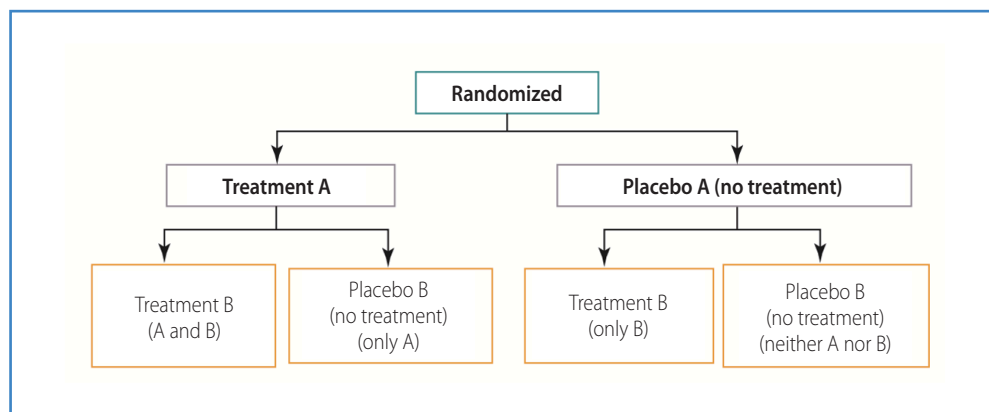 Randomized
Treatment A
Placebo A (no treatment)
Treatment B
(A and B)
Placebo B
(no treatment)
(only A)
Treatment B
(only B)
Placebo B
(no treatment)
(neither A nor B)